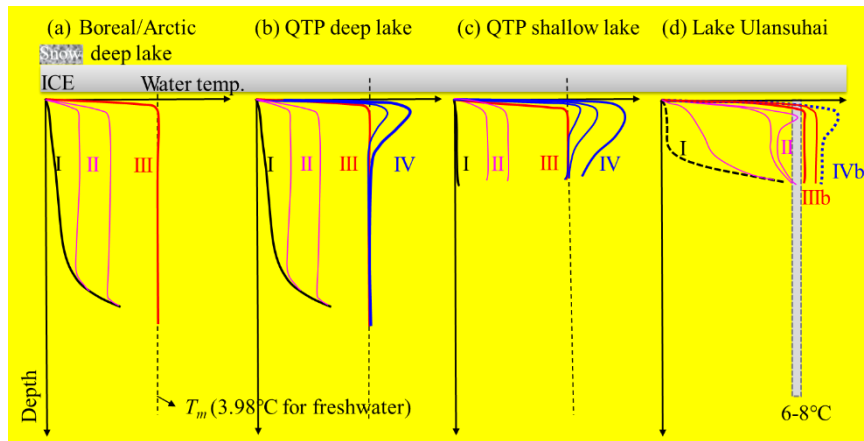 (a) Boreal/Arctic deep lake
(b) QTP deep lake
(c) QTP shallow lake
(d) Lake Ulansuhai
Snow
ICE
Water temp.
I
II
III
I
II
III
IV
I
II
III
IV
I
II
IIIb
IVb
Depth
Tm (3.98°C for freshwater)
6-8°C